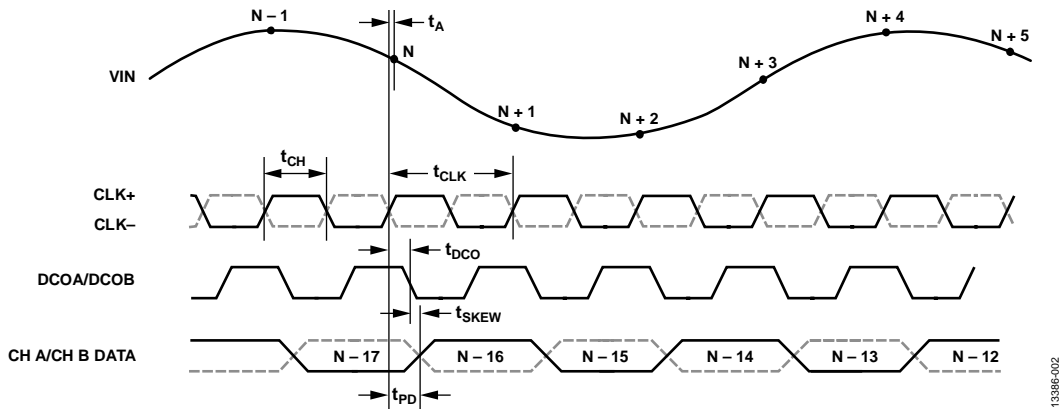 N – 1
t_A
N
N + 1
N + 2
N + 3
N + 4
N + 5
VIN
t_CH
t_CLK
CLK+
CLK–
t_DCO
DCOA/DCOB
t_SKEW
CH A/CH B DATA
N – 17
N – 16
N – 15
N – 14
N – 13
N – 12
t_PD
13386-002